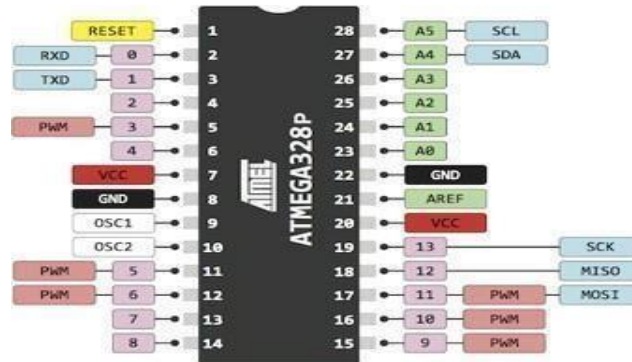 RESET 1 28 A5 SCL
RXD 0 2 27 A4 SDA
TXD 1 3 26 A3
2 4 25 A2
PWM 3 5 24 A1
4 6 23 A0
VCC 7 22 GND
GND 8 21 AREF
OSC1 9 20 VCC
OSC2 10 19 13 SCK
PWM 5 11 18 12 MISO
PWM 6 12 17 11 PWM MOSI
7 13 16 10 PWM
8 14 15 9 PWM
ATMEL
ATMEGA328P